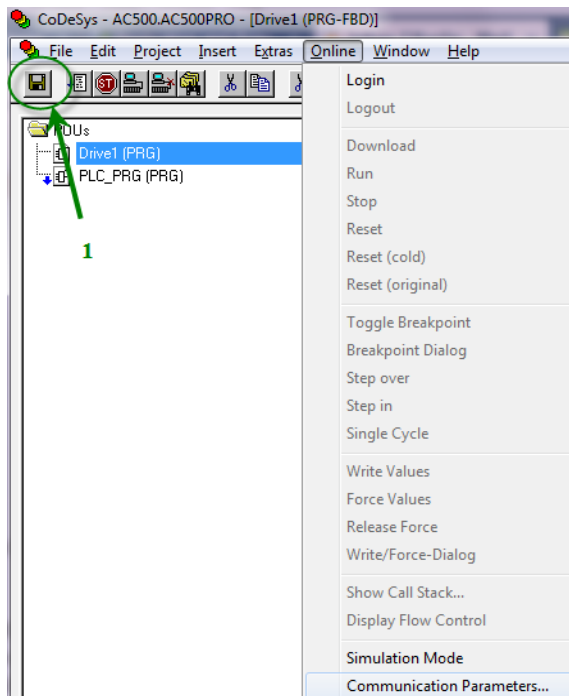 CoDeSys - AC500.AC500PRO - [Drive1 (PRG-FBD)]
File Edit Project Insert Extras Online Window Help
ST
POUs
Drive1 (PRG)
PLC_PRG (PRG)
1
Login
Logout
Download
Run
Stop
Reset
Reset (cold)
Reset (original)
Toggle Breakpoint
Breakpoint Dialog
Step over
Step in
Single Cycle
Write Values
Force Values
Release Force
Write/Force-Dialog
Show Call Stack...
Display Flow Control
Simulation Mode
Communication Parameters...